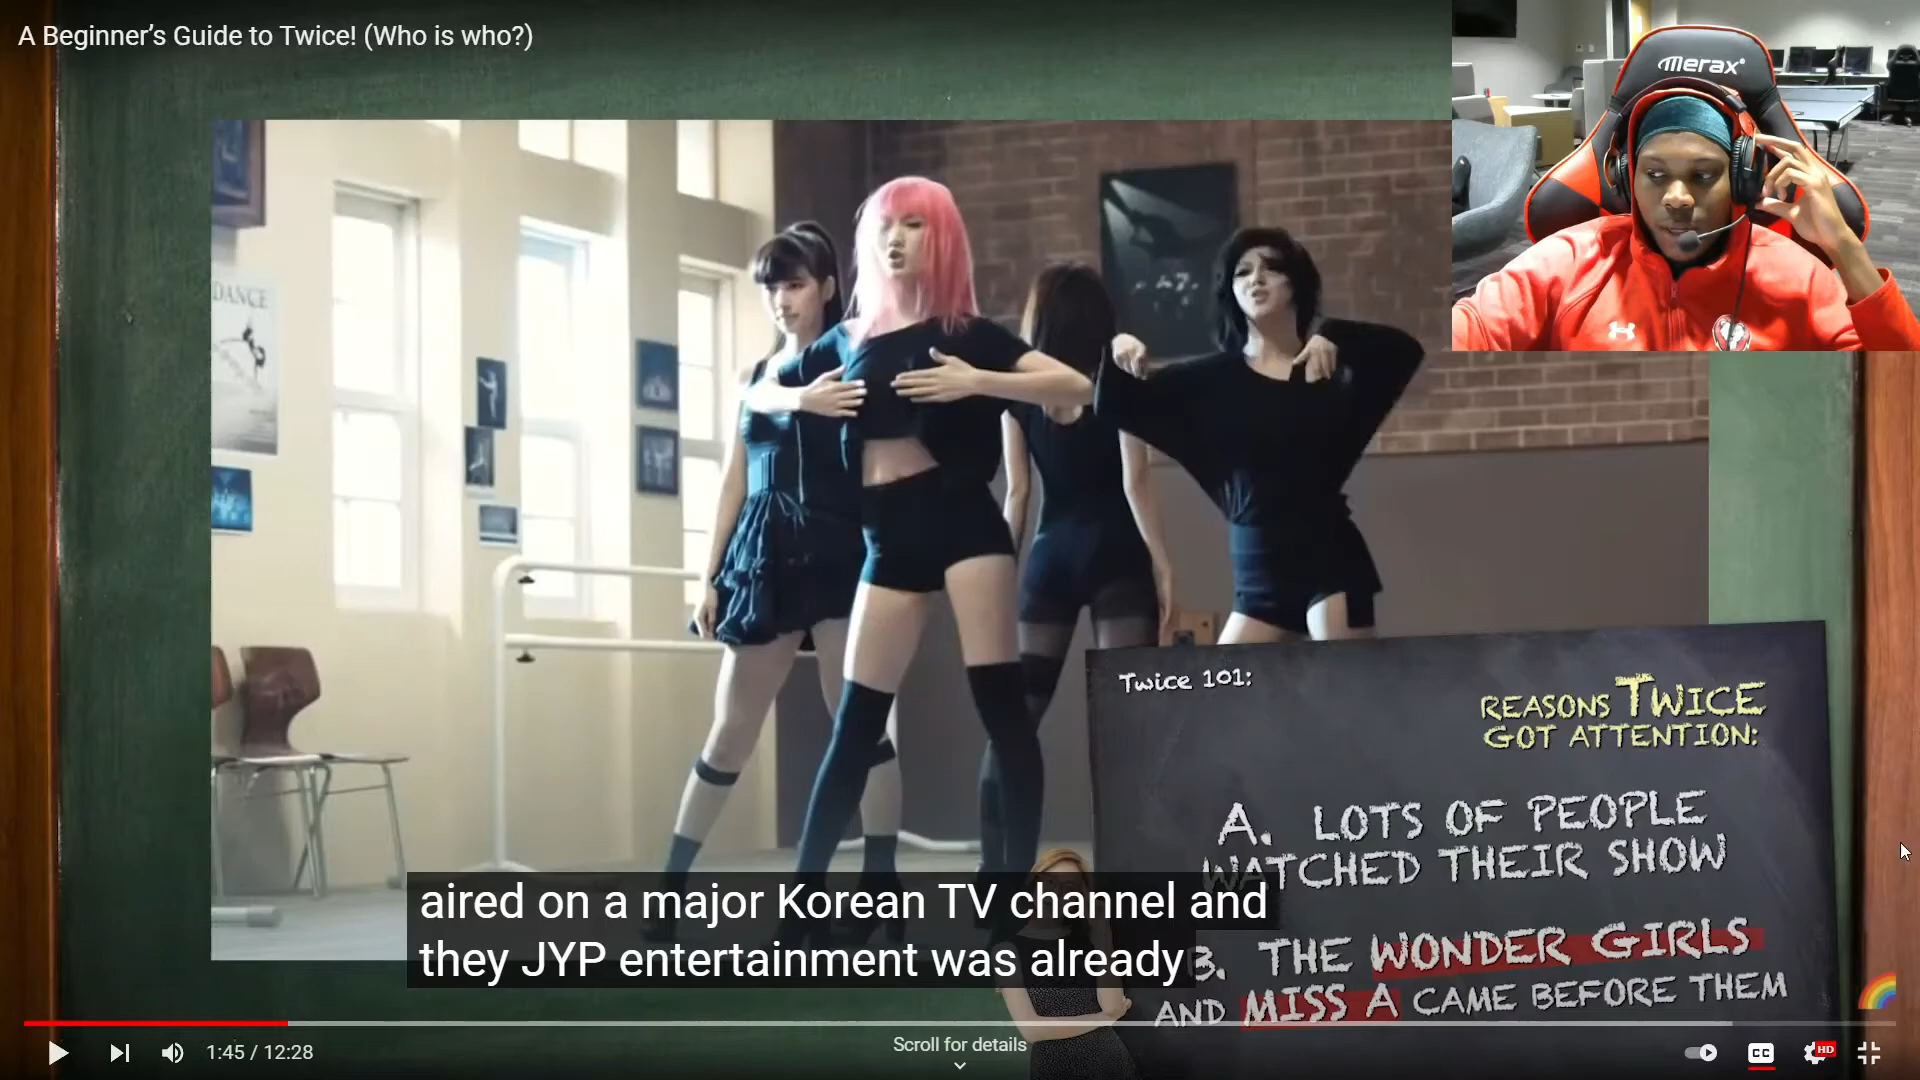 A Beginner’s Guide to Twice! (Who is who?)
merax
DANCE
Twice 101:
REASONS TWICE
GOT ATTENTION:
A. LOTS OF PEOPLE
WATCHED THEIR SHOW
B. THE WONDER GIRLS
AND MISS A CAME BEFORE THEM
aired on a major Korean TV channel and
they JYP entertainment was already
Scroll for details
1:45 / 12:28
CC
HD